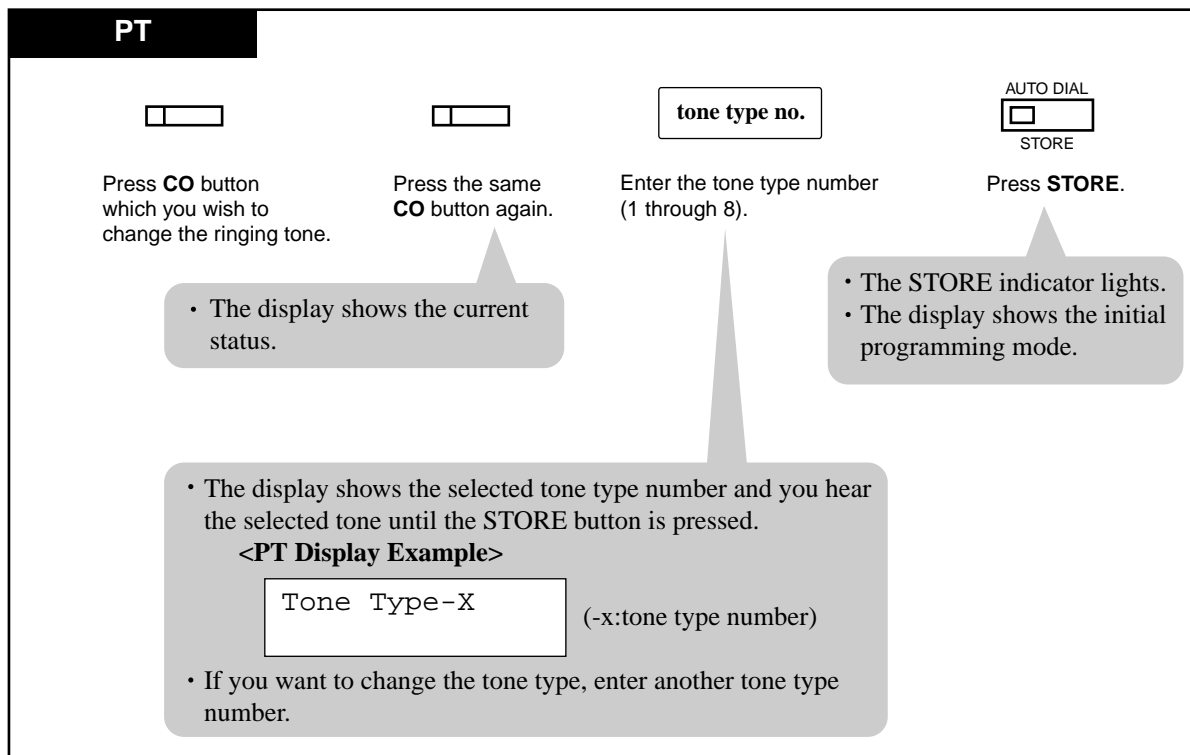 PT
tone type no.
AUTO DIAL
STORE
Press CO button
which you wish to
change the ringing tone.
Press the same
CO button again.
Enter the tone type number
(1 through 8).
Press STORE.
・The display shows the current
status.
・The STORE indicator lights.
・The display shows the initial
programming mode.
・The display shows the selected tone type number and you hear
the selected tone until the STORE button is pressed.
<PT Display Example>
Tone Type-X
(-x:tone type number)
・If you want to change the tone type, enter another tone type
number.